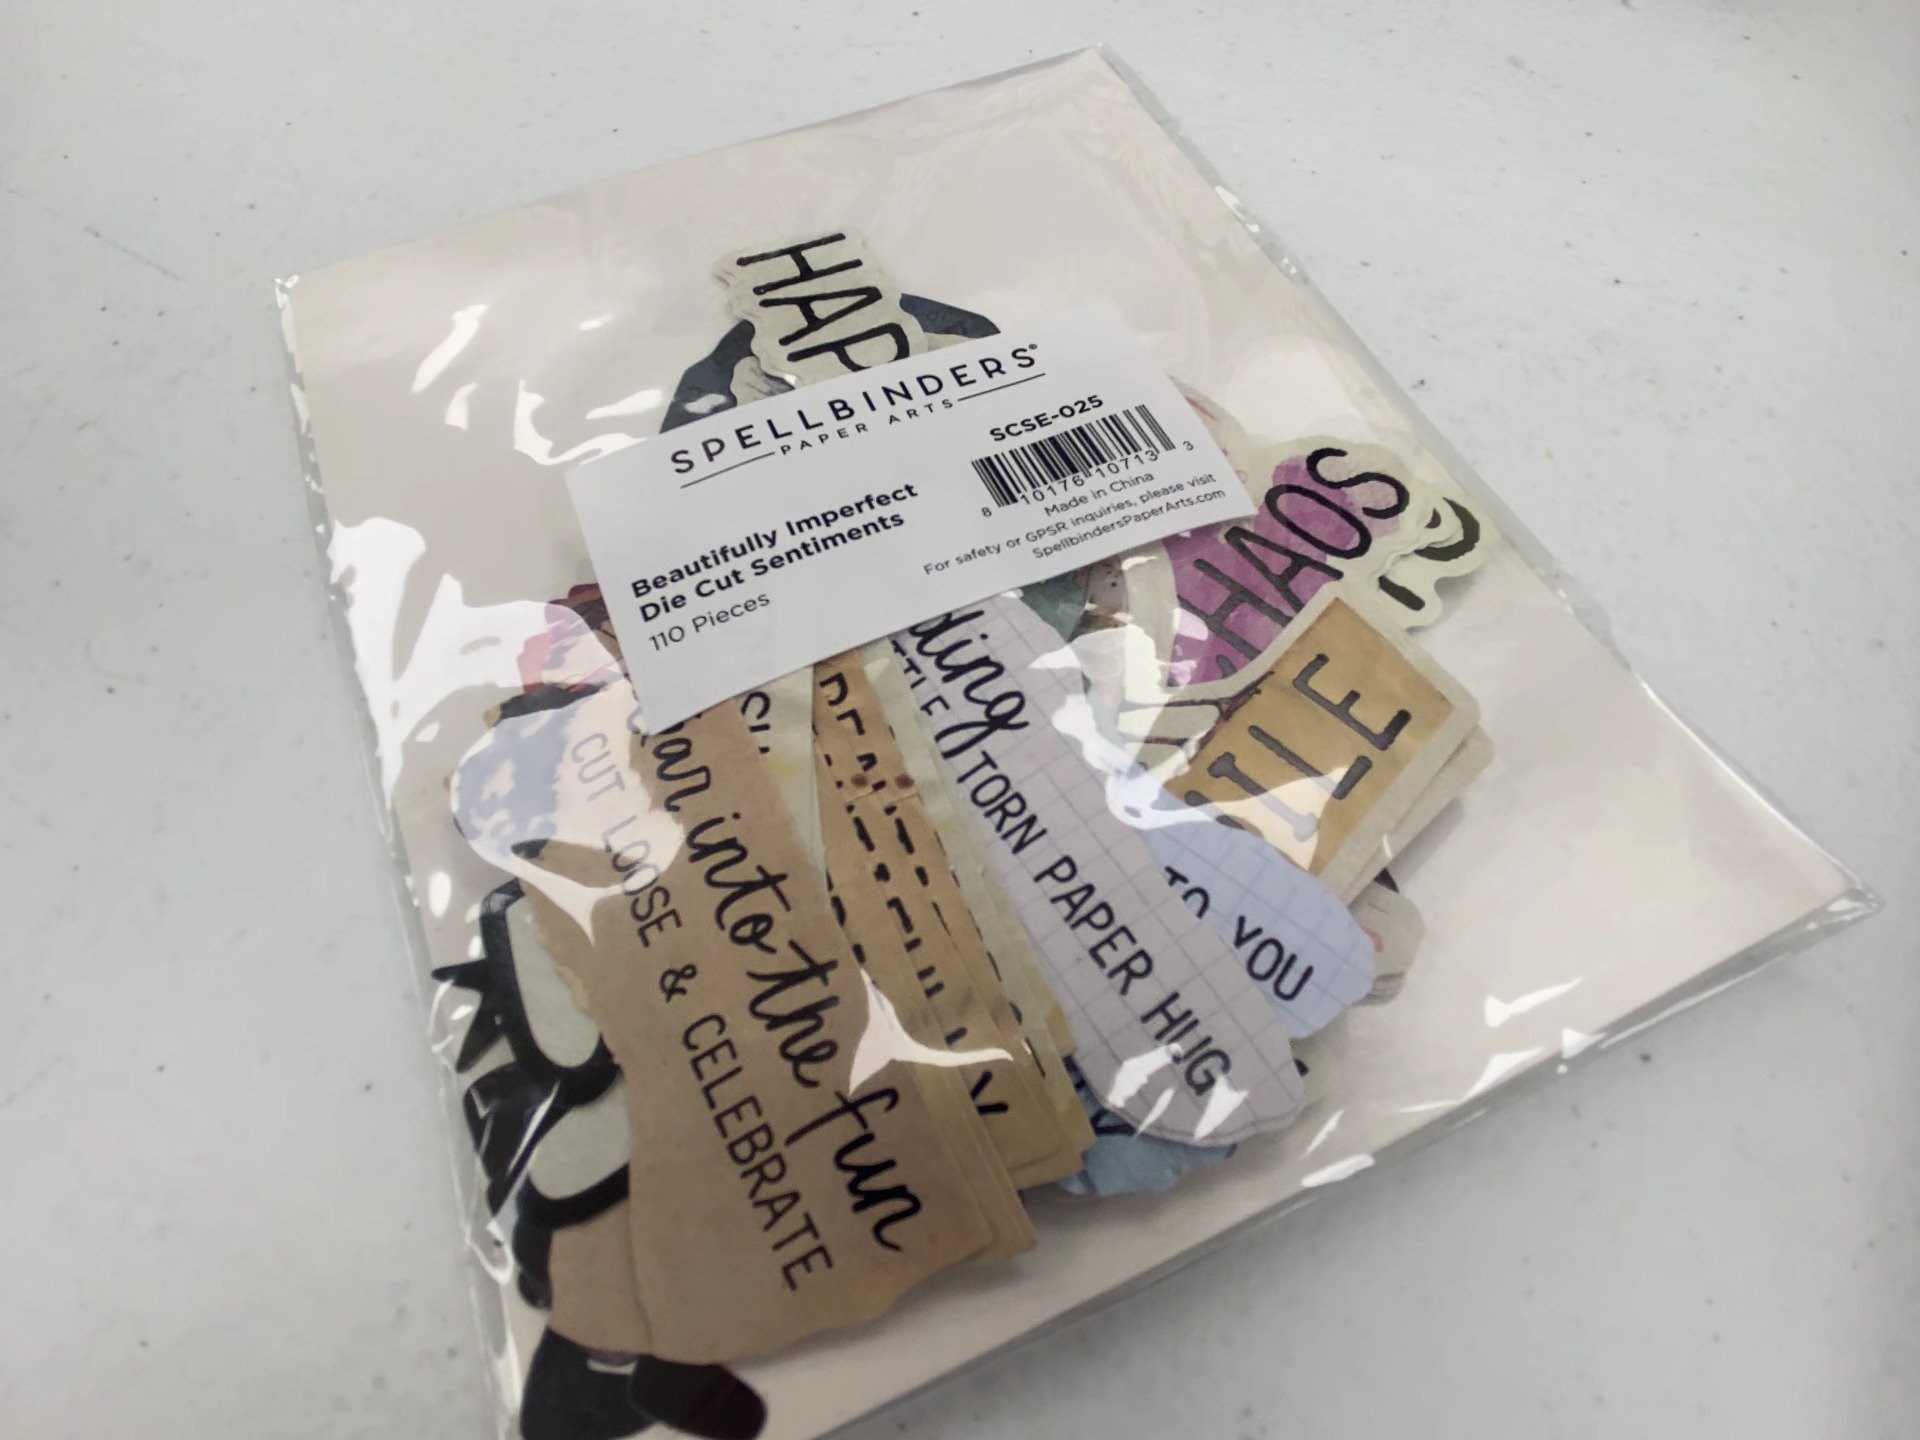 HAP
SPELLBINDERS®
PAPER ARTS
SCSE-025
8 10176 10713 3
Made in China
For safety or GPSR inquiries, please visit
SpellbindersPaperArts.com
Beautifully Imperfect
Die Cut Sentiments
110 Pieces
CHAOS
ding
TORN PAPER HUG
TO YOU
into the fun
CUT LOOSE & CELEBRATE